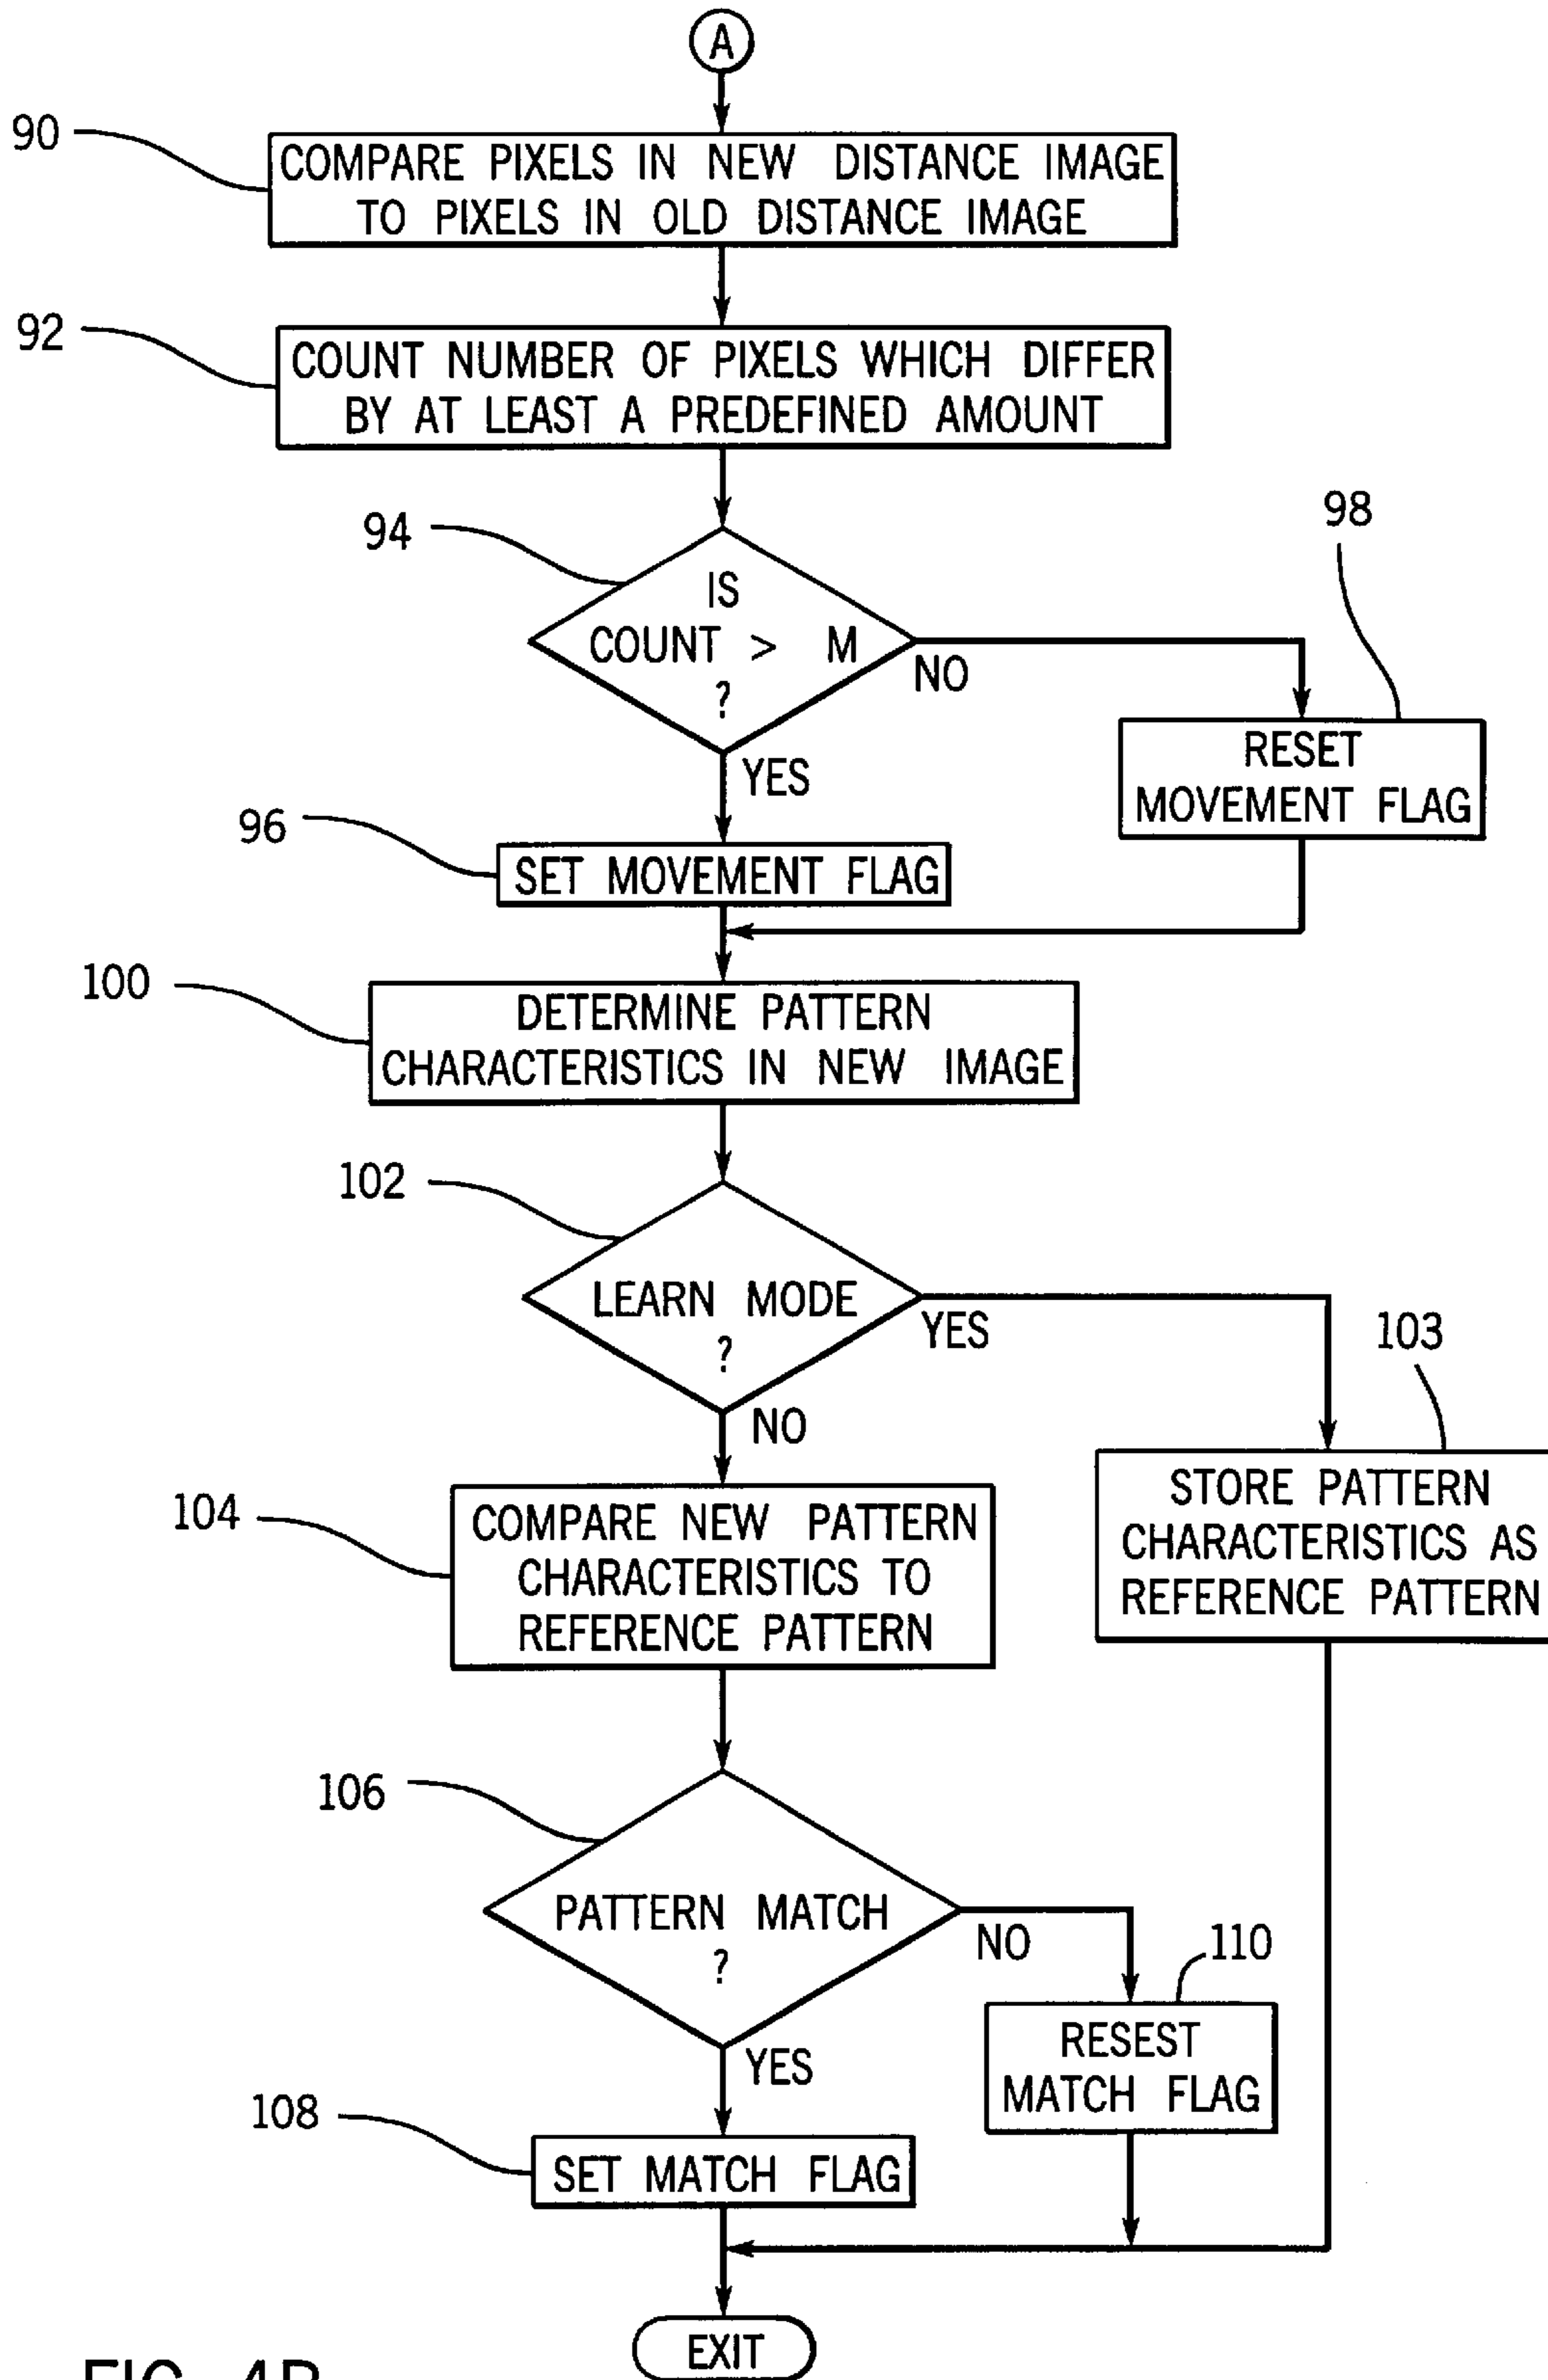 A
90
COMPARE PIXELS IN NEW DISTANCE IMAGE
TO PIXELS IN OLD DISTANCE IMAGE
92
COUNT NUMBER OF PIXELS WHICH DIFFER
BY AT LEAST A PREDEFINED AMOUNT
94
IS
COUNT > M
?
NO
YES
98
RESET
MOVEMENT FLAG
96
SET MOVEMENT FLAG
100
DETERMINE PATTERN
CHARACTERISTICS IN NEW IMAGE
102
LEARN MODE
?
YES
NO
103
STORE PATTERN
CHARACTERISTICS AS
REFERENCE PATTERN
104
COMPARE NEW PATTERN
CHARACTERISTICS TO
REFERENCE PATTERN
106
PATTERN MATCH
?
NO
YES
110
RESEST
MATCH FLAG
108
SET MATCH FLAG
EXIT
FIG. 4B